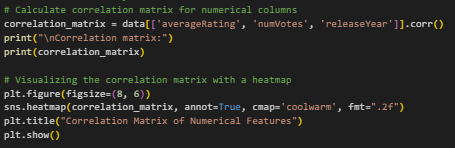 # Calculate correlation matrix for numerical columns
correlation_matrix = data[['averageRating', 'numVotes', 'releaseYear']].corr()
print("\nCorrelation matrix:")
print(correlation_matrix)
# Visualizing the correlation matrix with a heatmap
plt.figure(figsize=(8, 6))
sns.heatmap(correlation_matrix, annot=True, cmap='coolwarm', fmt=".2f")
plt.title("Correlation Matrix of Numerical Features")
plt.show()